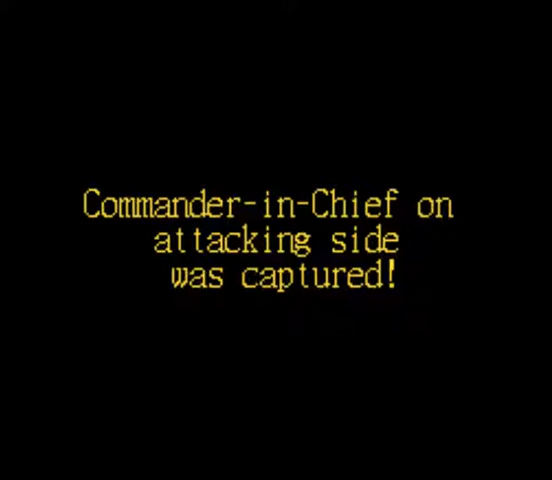 Commander-in-Chief on
attacking side
was captured!